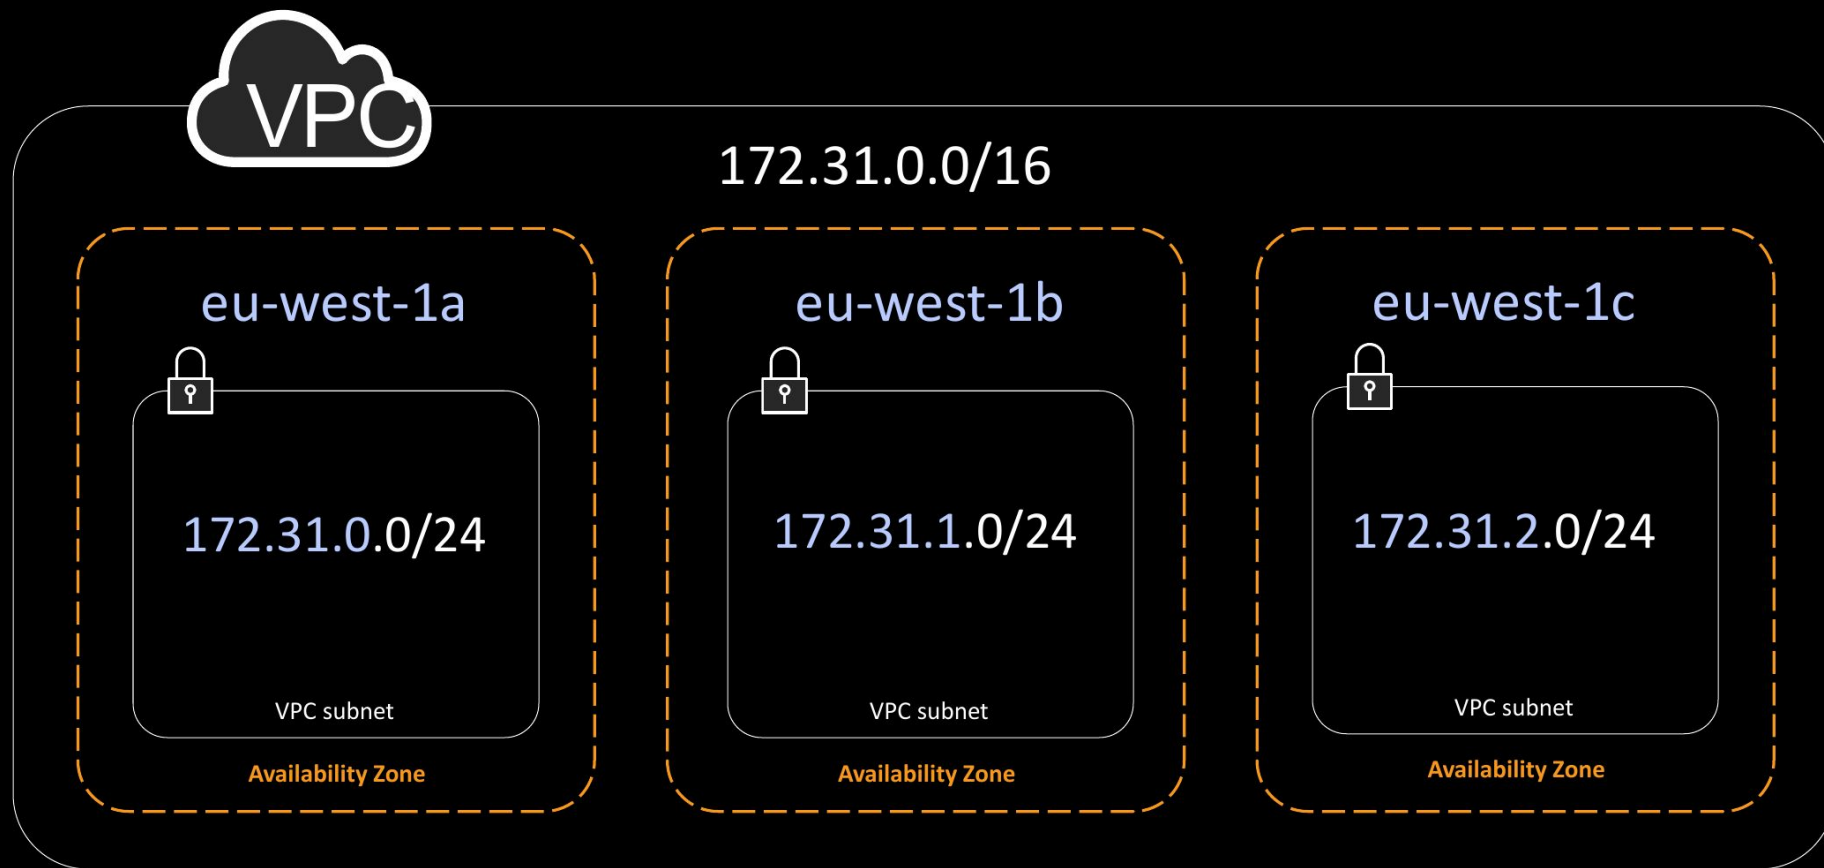 VPC
172.31.0.0/16
eu-west-1a
172.31.0.0/24
VPC subnet
Availability Zone
eu-west-1b
172.31.1.0/24
VPC subnet
Availability Zone
eu-west-1c
172.31.2.0/24
VPC subnet
Availability Zone